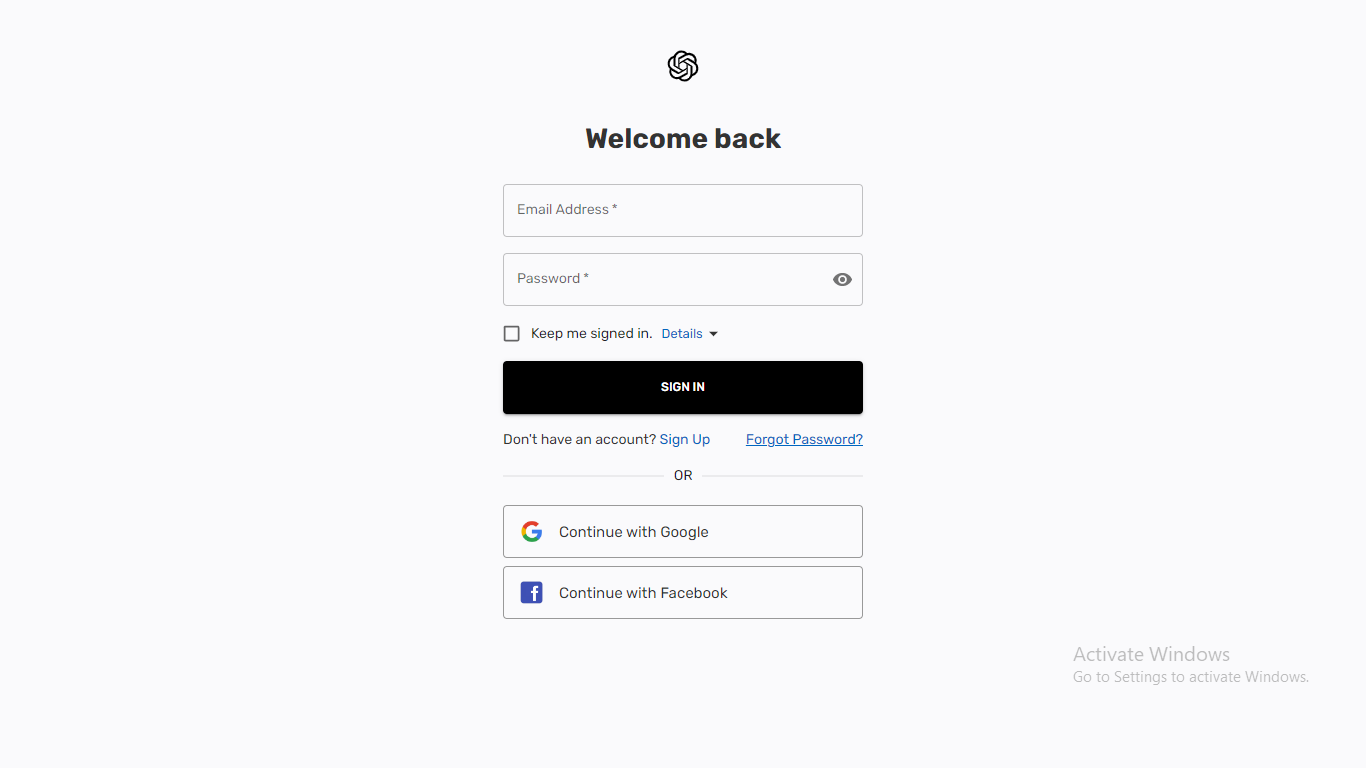 Welcome back
Email Address *
Password *
Keep me signed in. Details
SIGN IN
Don't have an account? Sign Up Forgot Password?
OR
Continue with Google
Continue with Facebook
Activate Windows
Go to Settings to activate Windows.